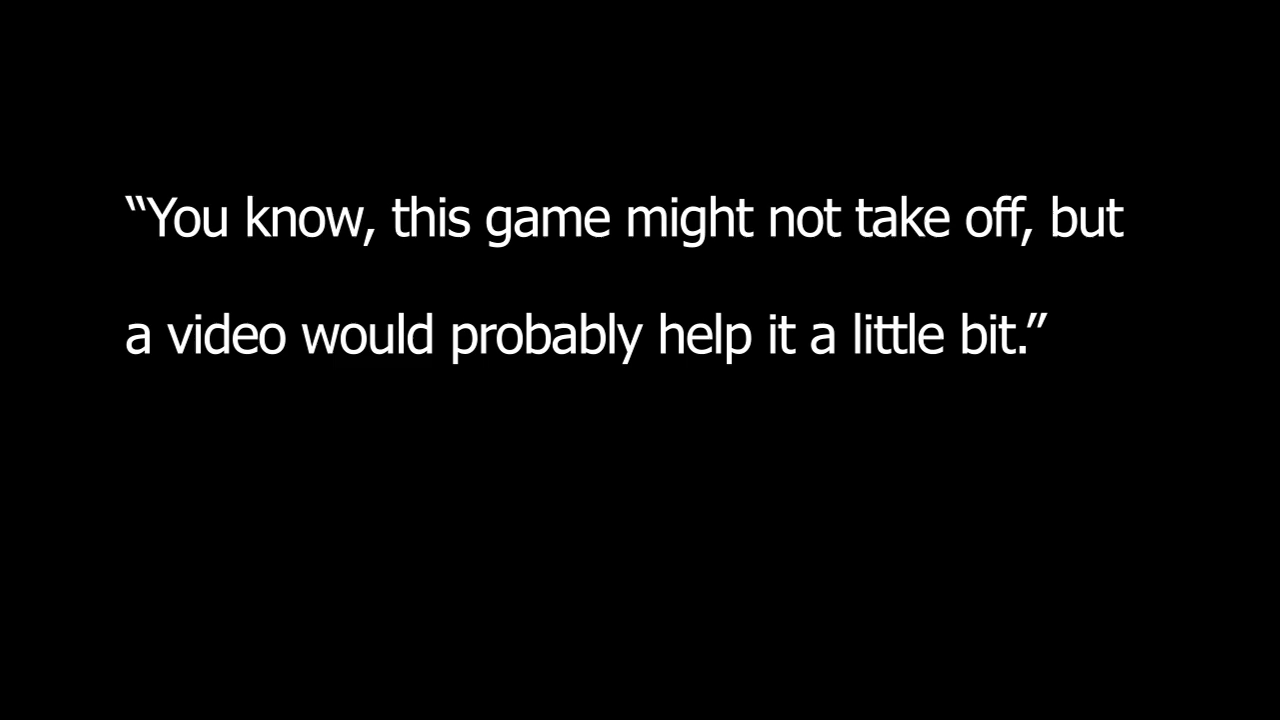 “You know, this game might not take off, but
a video would probably help it a little bit.”